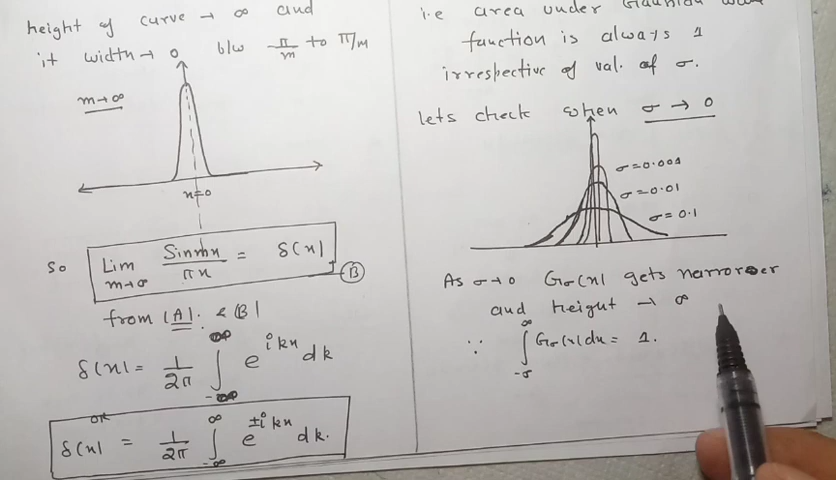 height of curve → ∞ and
it width → 0 b/w -π/m to π/m
m→∞
x=0
So Lim m→∞ Sin mx / πx = δ(x) (B)
from (A). & (B)
δ(x) = 1/2π ∫ -∞ ∞ e^ikx dk
or
δ(x) = 1/2π ∫ -∞ ∞ e^±ikx dk.
i.e area under
function is always 1
irrespective of val. of σ.
lets check when σ → 0
σ=0.001
σ=0.01
σ=0.1
As σ→0 Gσ(x) gets narrorwer
and height → ∞
∵ ∫ -∞ ∞ Gσ(x)dx = 1.